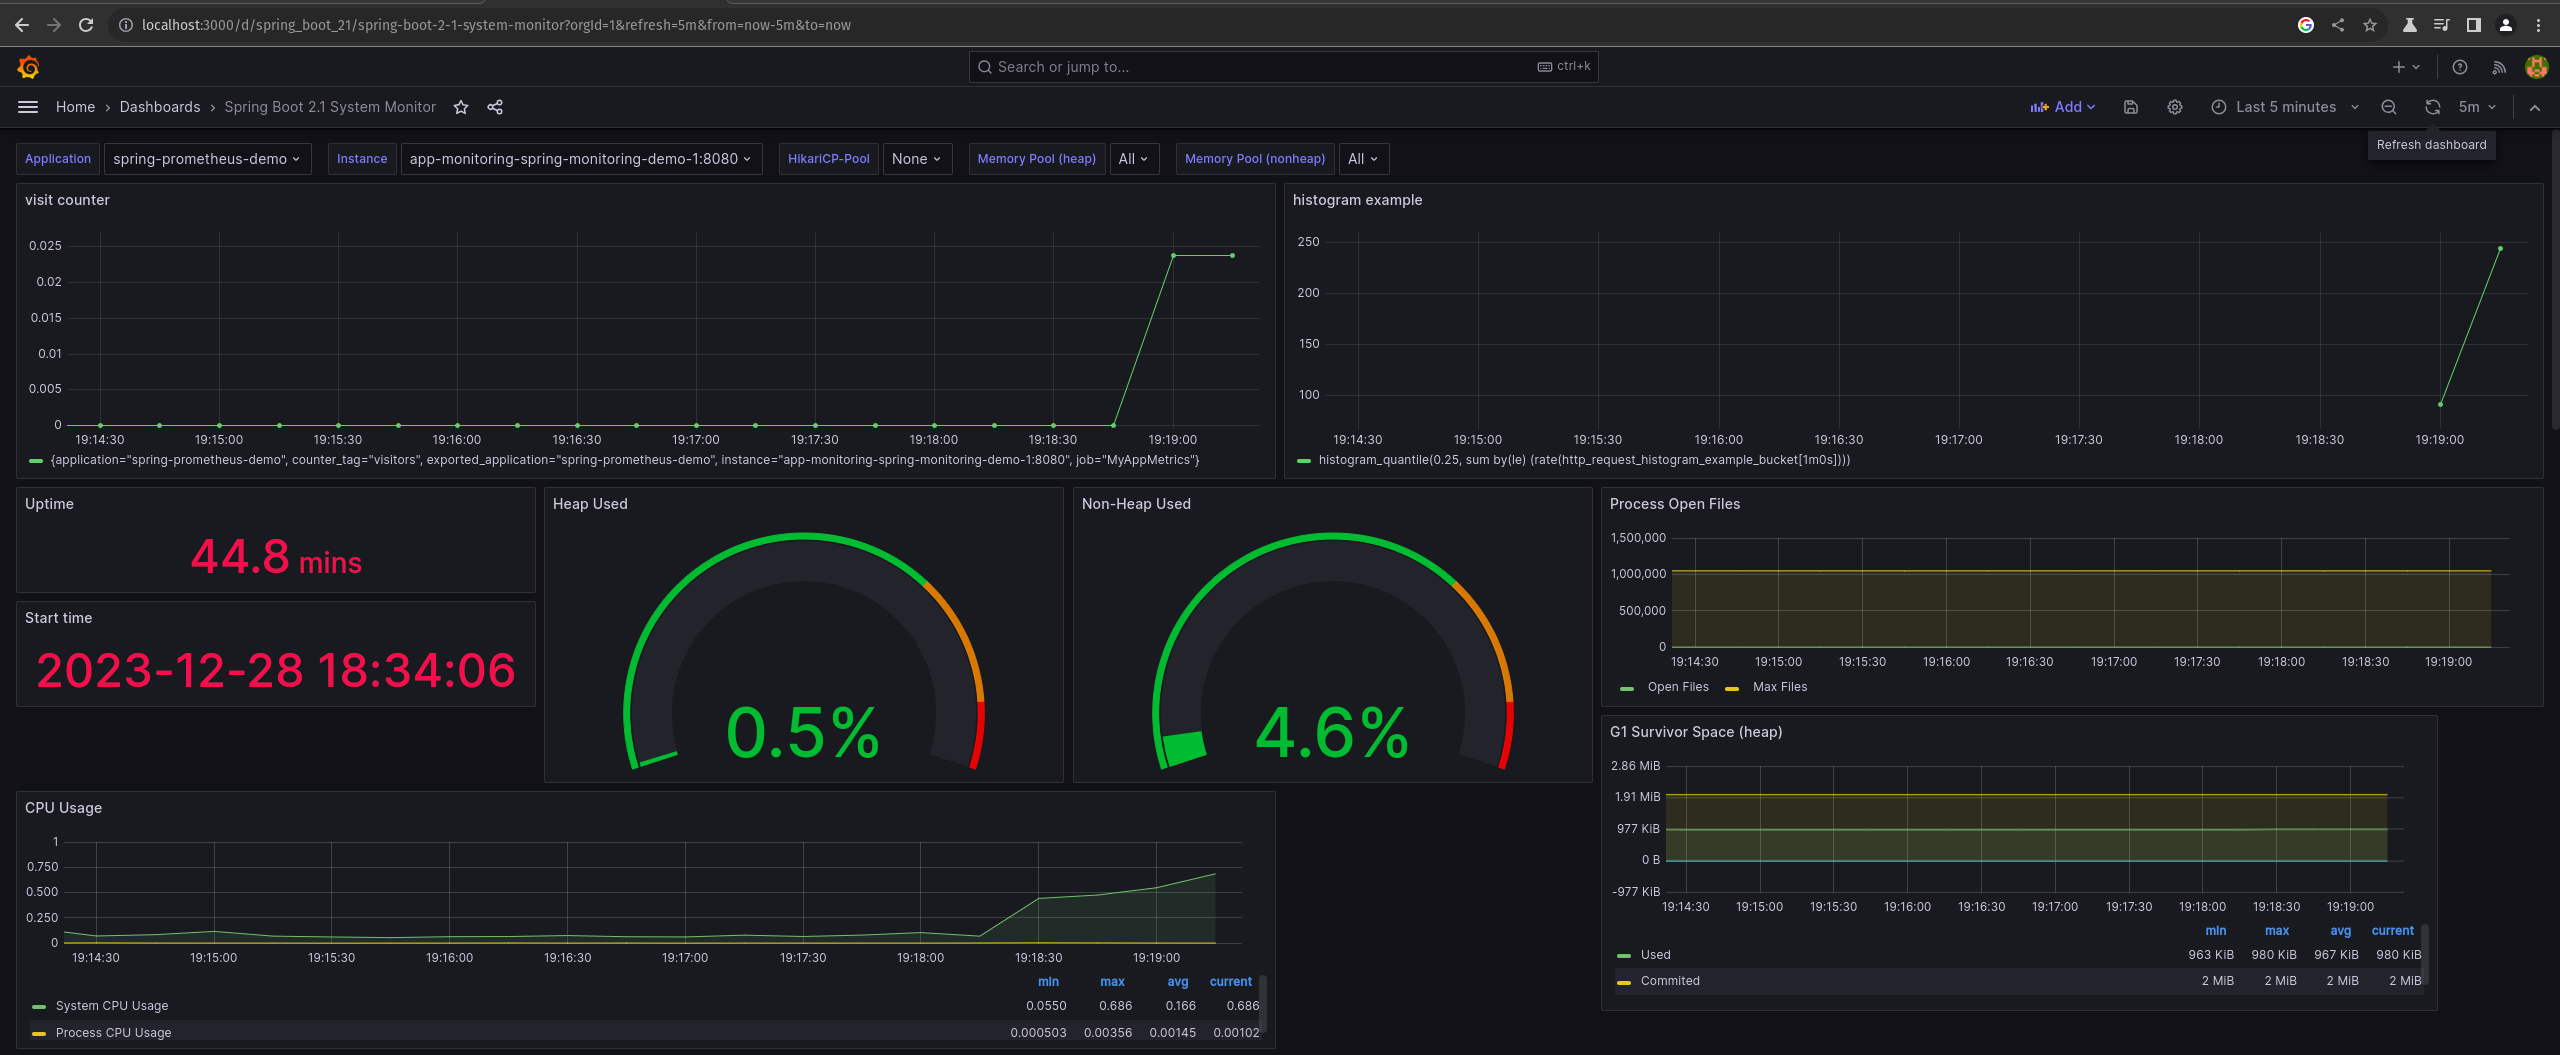 localhost:3000/d/spring_boot_21/spring-boot-2-1-system-monitor?orgId=1&refresh=5m&from=now-5m&to=now
Search or jump to... ctrl+k
Home › Dashboards › Spring Boot 2.1 System Monitor Add Last 5 minutes 5m
Refresh dashboard
Application spring-prometheus-demo Instance app-monitoring-spring-monitoring-demo-1:8080 HikariCP-Pool None Memory Pool (heap) All Memory Pool (nonheap) All
visit counter
0.025
0.02
0.015
0.01
0.005
0
19:14:30 19:15:00 19:15:30 19:16:00 19:16:30 19:17:00 19:17:30 19:18:00 19:18:30 19:19:00
{application="spring-prometheus-demo", counter_tag="visitors", exported_application="spring-prometheus-demo", instance="app-monitoring-spring-monitoring-demo-1:8080", job="MyAppMetrics"}
histogram example
250
200
150
100
19:14:30 19:15:00 19:15:30 19:16:00 19:16:30 19:17:00 19:17:30 19:18:00 19:18:30 19:19:00
histogram_quantile(0.25, sum by(le) (rate(http_request_histogram_example_bucket[1m0s])))
Uptime
44.8 mins
Start time
2023-12-28 18:34:06
Heap Used
0.5%
Non-Heap Used
4.6%
Process Open Files
1,500,000
1,000,000
500,000
0
19:14:30 19:15:00 19:15:30 19:16:00 19:16:30 19:17:00 19:17:30 19:18:00 19:18:30 19:19:00
Open Files Max Files
G1 Survivor Space (heap)
2.86 MiB
1.91 MiB
977 KiB
0 B
-977 KiB
19:14:30 19:15:00 19:15:30 19:16:00 19:16:30 19:17:00 19:17:30 19:18:00 19:18:30 19:19:00
min max avg current
Used 963 KiB 980 KiB 967 KiB 980 KiB
Commited 2 MiB 2 MiB 2 MiB 2 MiB
CPU Usage
1
0.750
0.500
0.250
0
19:14:30 19:15:00 19:15:30 19:16:00 19:16:30 19:17:00 19:17:30 19:18:00 19:18:30 19:19:00
min max avg current
System CPU Usage 0.0550 0.686 0.166 0.686
Process CPU Usage 0.000503 0.00356 0.00145 0.00102